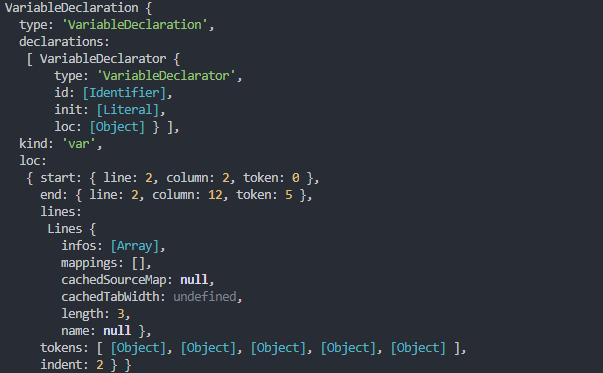 VariableDeclaration {
  type: 'VariableDeclaration',
  declarations:
   [ VariableDeclarator {
       type: 'VariableDeclarator',
       id: [Identifier],
       init: [Literal],
       loc: [Object] } ],
  kind: 'var',
  loc:
   { start: { line: 2, column: 2, token: 0 },
     end: { line: 2, column: 12, token: 5 },
     lines:
      Lines {
        infos: [Array],
        mappings: [],
        cachedSourceMap: null,
        cachedTabWidth: undefined,
        length: 3,
        name: null },
     tokens: [ [Object], [Object], [Object], [Object], [Object] ],
     indent: 2 } }